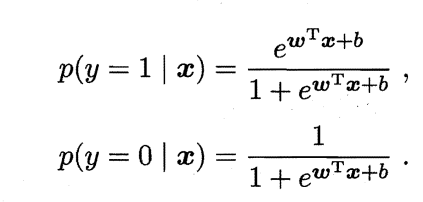 p(y = 1 | x) = e^{w^T x+b} / (1 + e^{w^T x+b}) ,
p(y = 0 | x) = 1 / (1 + e^{w^T x+b}) .